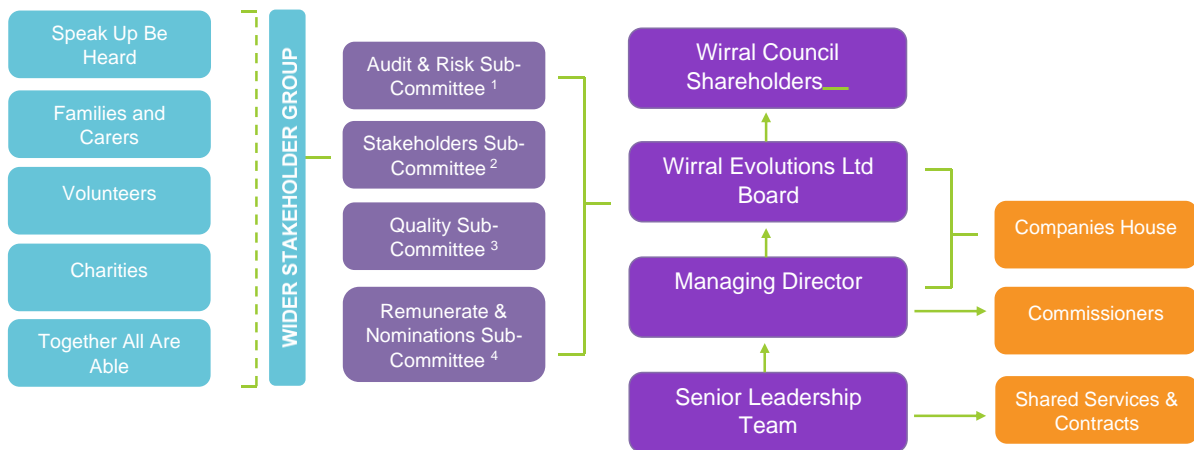 Speak Up Be
Heard
Families and
Carers
Volunteers
Charities
Together All Are
Able
WIDER STAKEHOLDER GROUP
Audit & Risk Sub-
Committee 1
Stakeholders Sub-
Committee 2
Quality Sub-
Committee 3
Remunerate &
Nominations Sub-
Committee 4
Wirral Council
Shareholders
Wirral Evolutions Ltd
Board
Managing Director
Senior Leadership
Team
Companies House
Commissioners
Shared Services &
Contracts